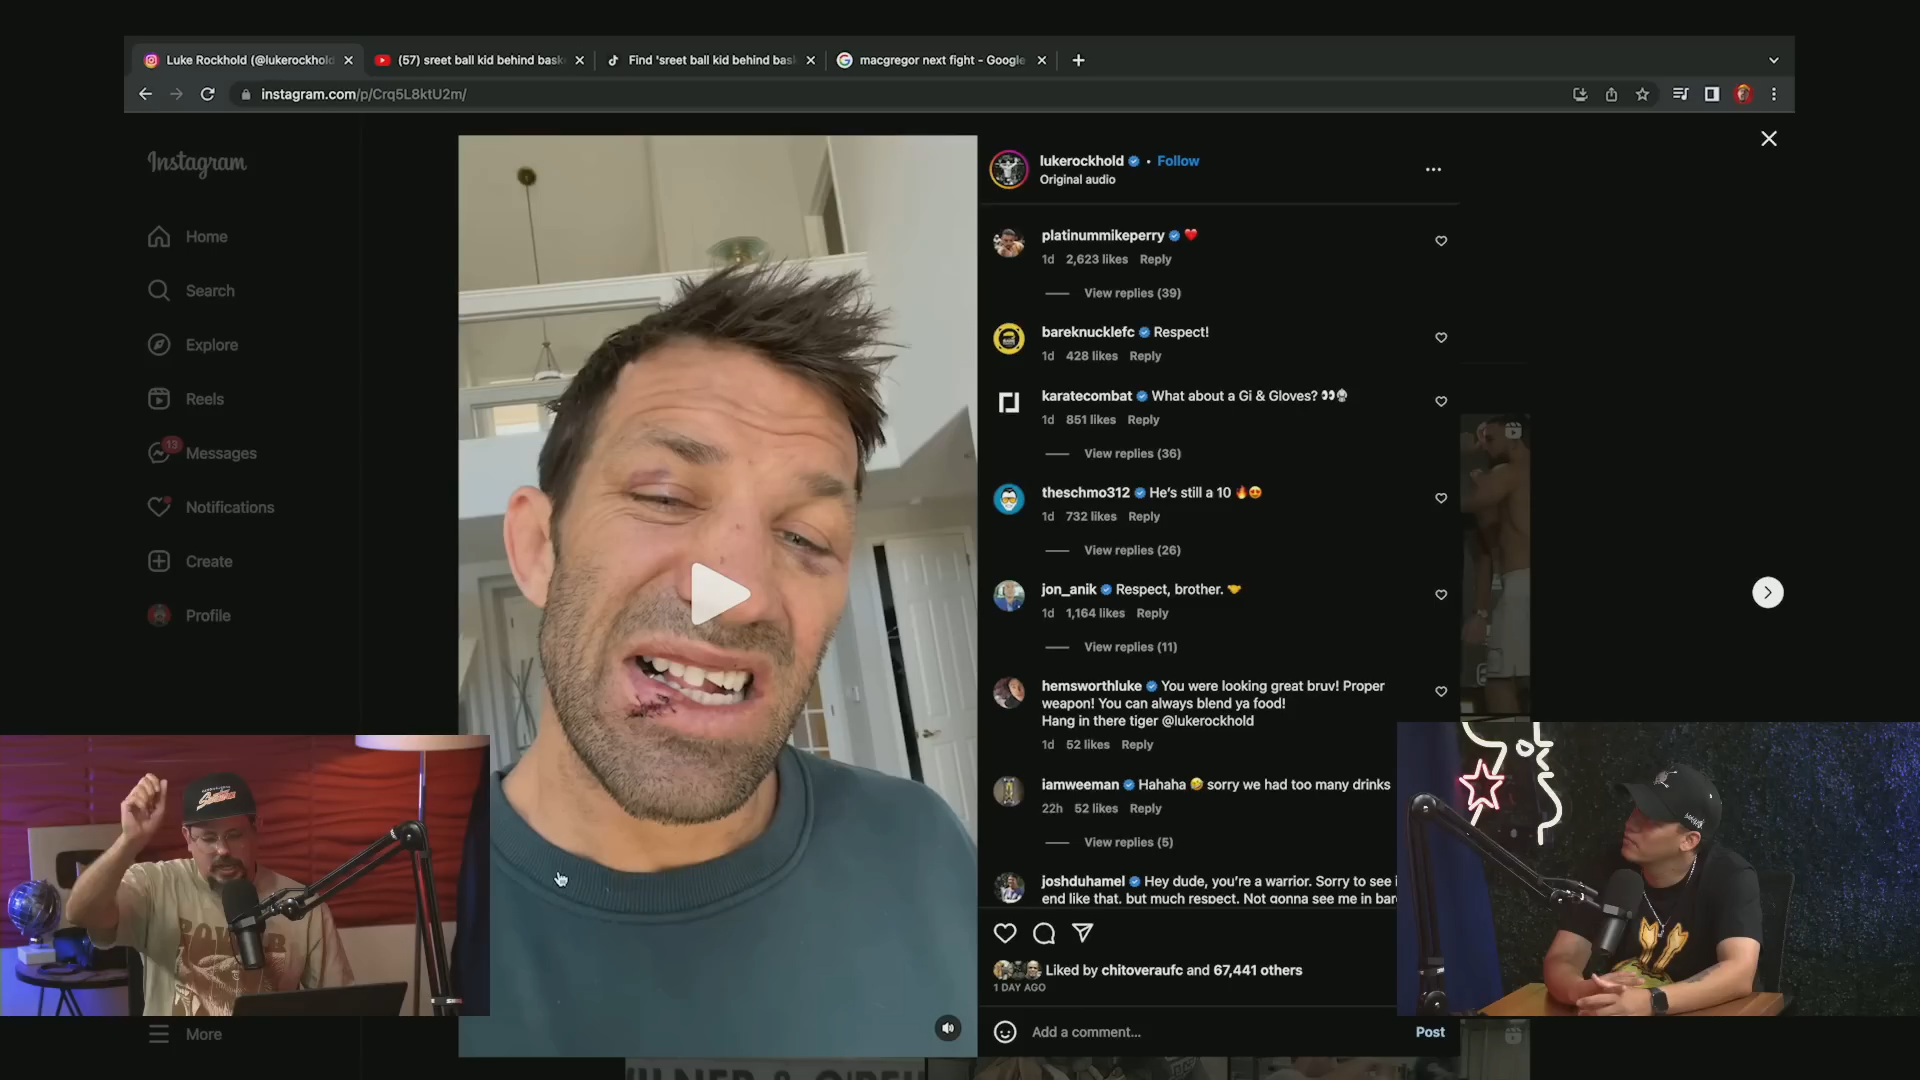 Luke Rockhold (@lukerockhold
(57) sreet ball kid behind bask
Find 'sreet ball kid behind bas
macgregor next fight - Google
instagram.com/p/Crq5L8ktU2m/
Instagram
Home
Search
Explore
Reels
13
Messages
Notifications
Create
Profile
More
lukerockhold • Follow
Original audio
platinummikeperry ❤️
1d 2,623 likes Reply
View replies (39)
bareknucklefc Respect!
1d 428 likes Reply
karatecombat What about a Gi & Gloves? 👀🥋
1d 851 likes Reply
View replies (36)
theschmo312 He's still a 10 🔥😍
1d 732 likes Reply
View replies (26)
jon_anik Respect, brother. 🤝
1d 1,164 likes Reply
View replies (11)
hemsworthluke You were looking great bruv! Proper
weapon! You can always blend ya food!
Hang in there tiger @lukerockhold
1d 52 likes Reply
iamweeman Hahaha 🤣 sorry we had too many drinks
22h 52 likes Reply
View replies (5)
joshduhamel Hey dude, you're a warrior. Sorry to see i
end like that, but much respect. Not gonna see me in bar
Liked by chitoveraufc and 67,441 others
1 DAY AGO
Add a comment...
Post